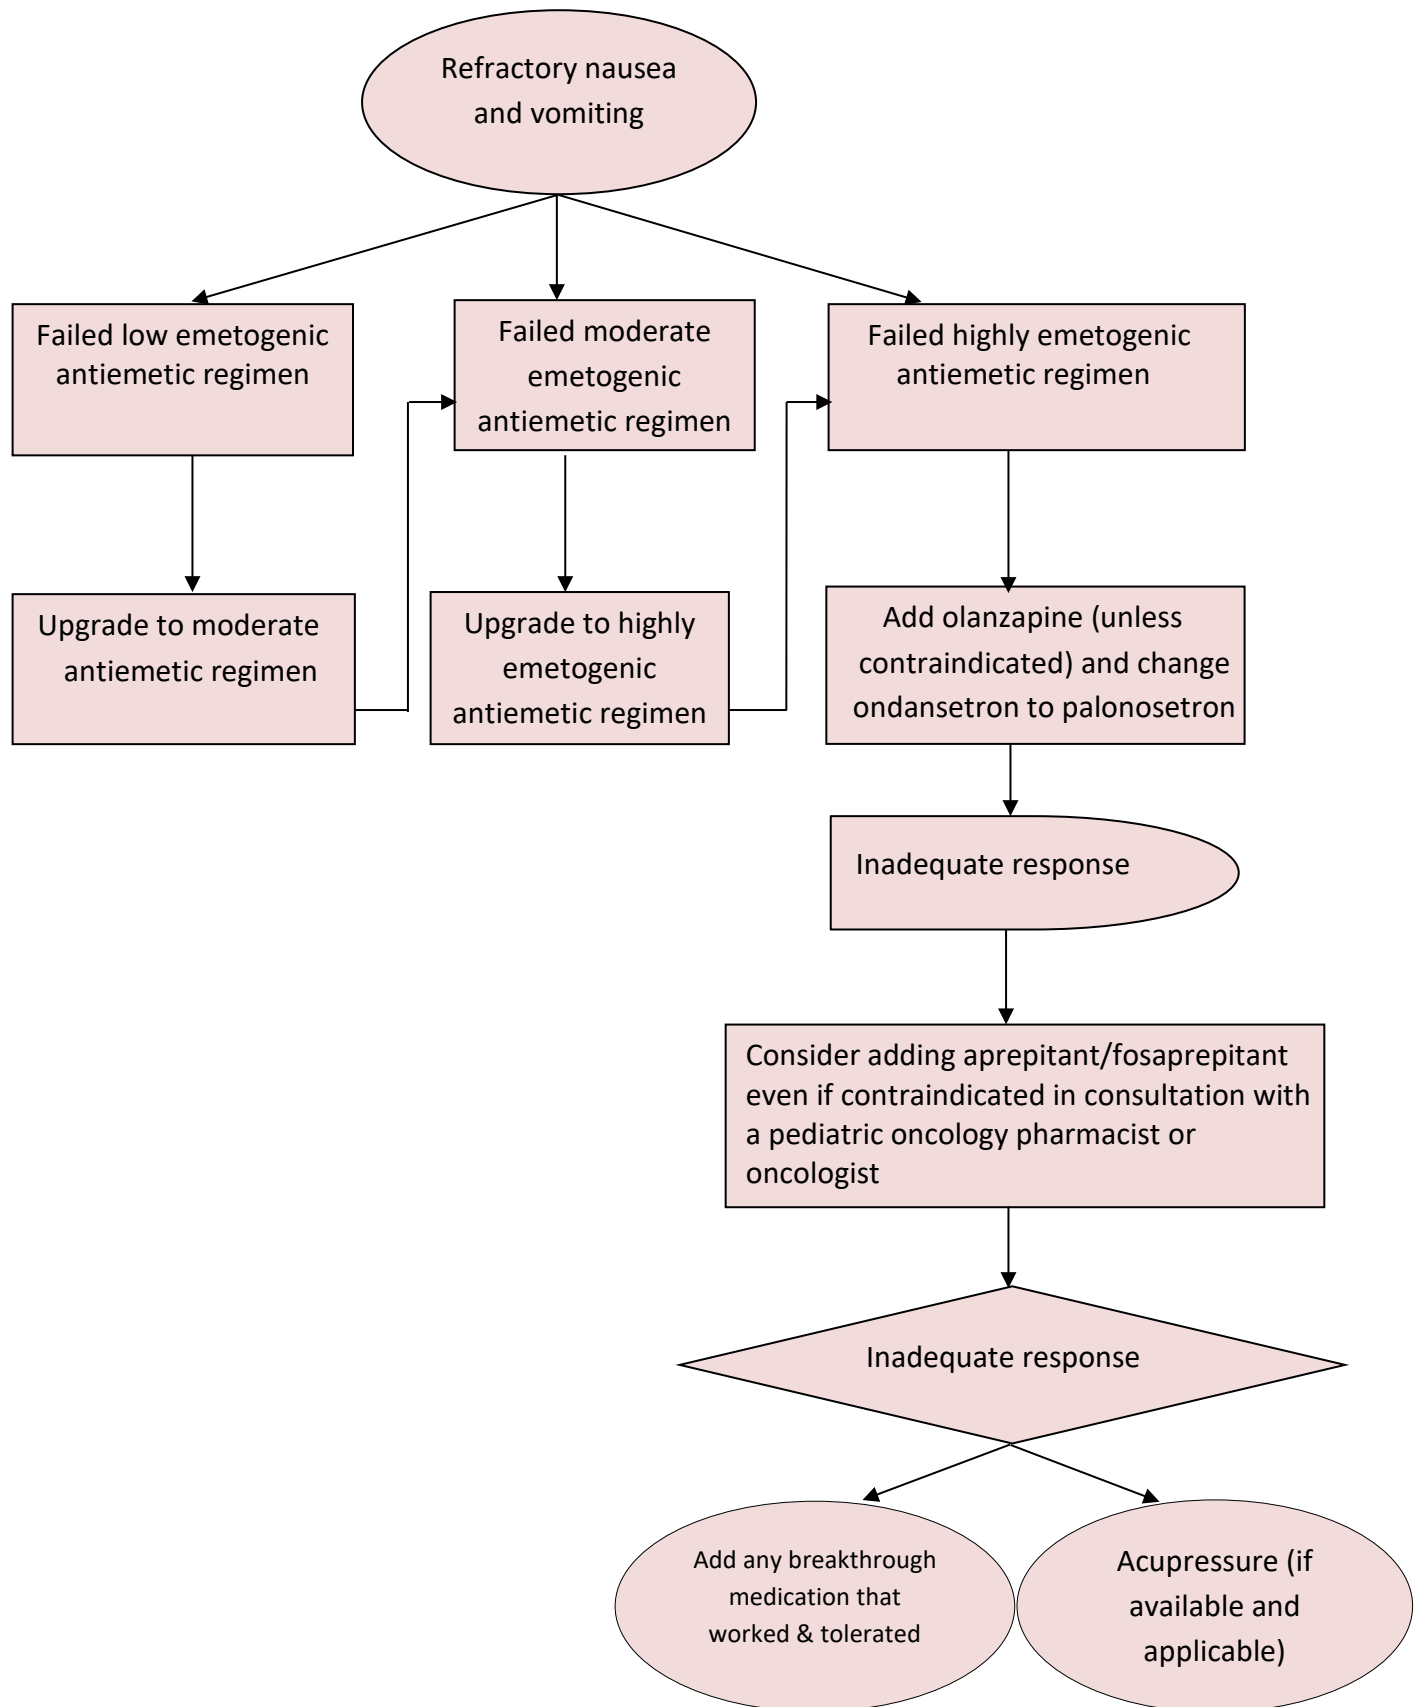 Refractory nausea
and vomiting
Failed low emetogenic
antiemetic regimen
Failed moderate
emetogenic
antiemetic regimen
Failed highly emetogenic
antiemetic regimen
Upgrade to moderate
antiemetic regimen
Upgrade to highly
emetogenic
antiemetic regimen
Add olanzapine (unless
contraindicated) and change
ondansetron to palonosetron
Inadequate response
Consider adding aprepitant/fosaprepitant
even if contraindicated in consultation with
a pediatric oncology pharmacist or
oncologist
Inadequate response
Add any breakthrough
medication that
worked & tolerated
Acupressure (if
available and
applicable)